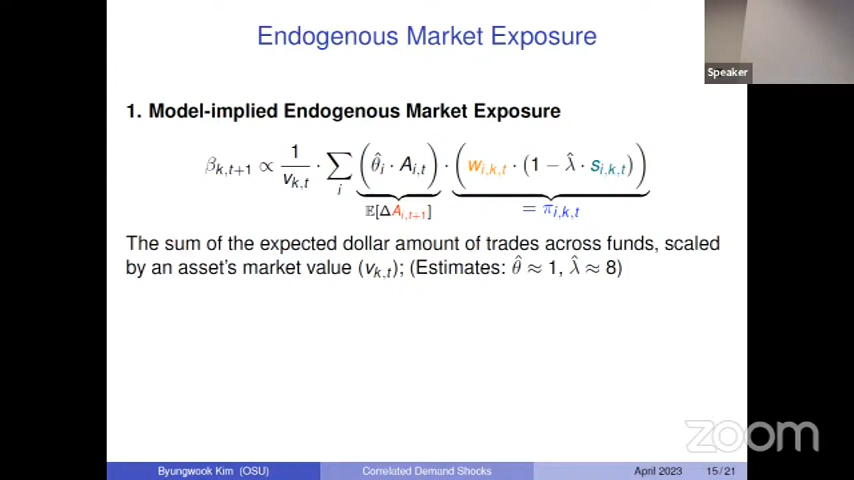 Endogenous Market Exposure
Speaker
1. Model-implied Endogenous Market Exposure
β_{k,t+1} ∝ 1/v_{k,t} · ∑_i (θ̂_i · A_{i,t}) · (w_{i,k,t} · (1 − λ̂ · s_{i,k,t}))
𝔼[ΔA_{i,t+1}] = π_{i,k,t}
The sum of the expected dollar amount of trades across funds, scaled
by an asset's market value (v_{k,t}); (Estimates: θ̂ ≈ 1, λ̂ ≈ 8)
zoom
Byungwook Kim (OSU) Correlated Demand Shocks April 2023 15 / 21